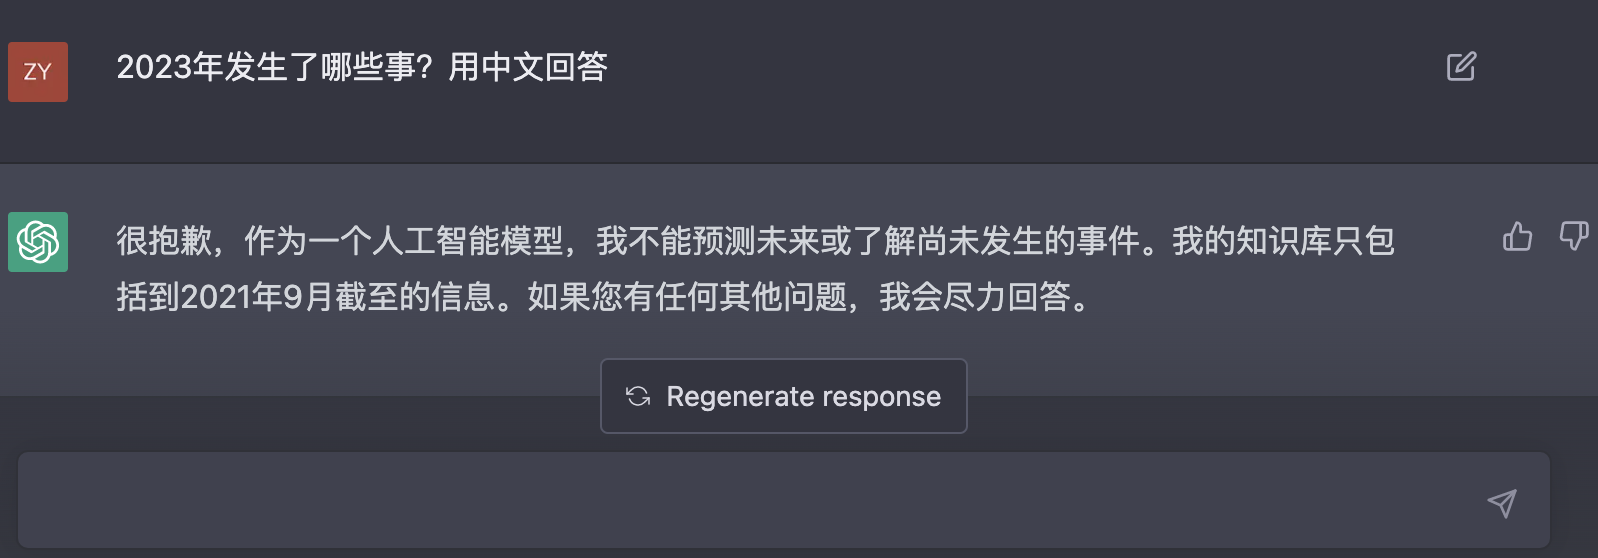 ZY
2023年发生了哪些事？用中文回答
很抱歉，作为一个人工智能模型，我不能预测未来或了解尚未发生的事件。我的知识库只包
括到2021年9月截至的信息。如果您有任何其他问题，我会尽力回答。
Regenerate response